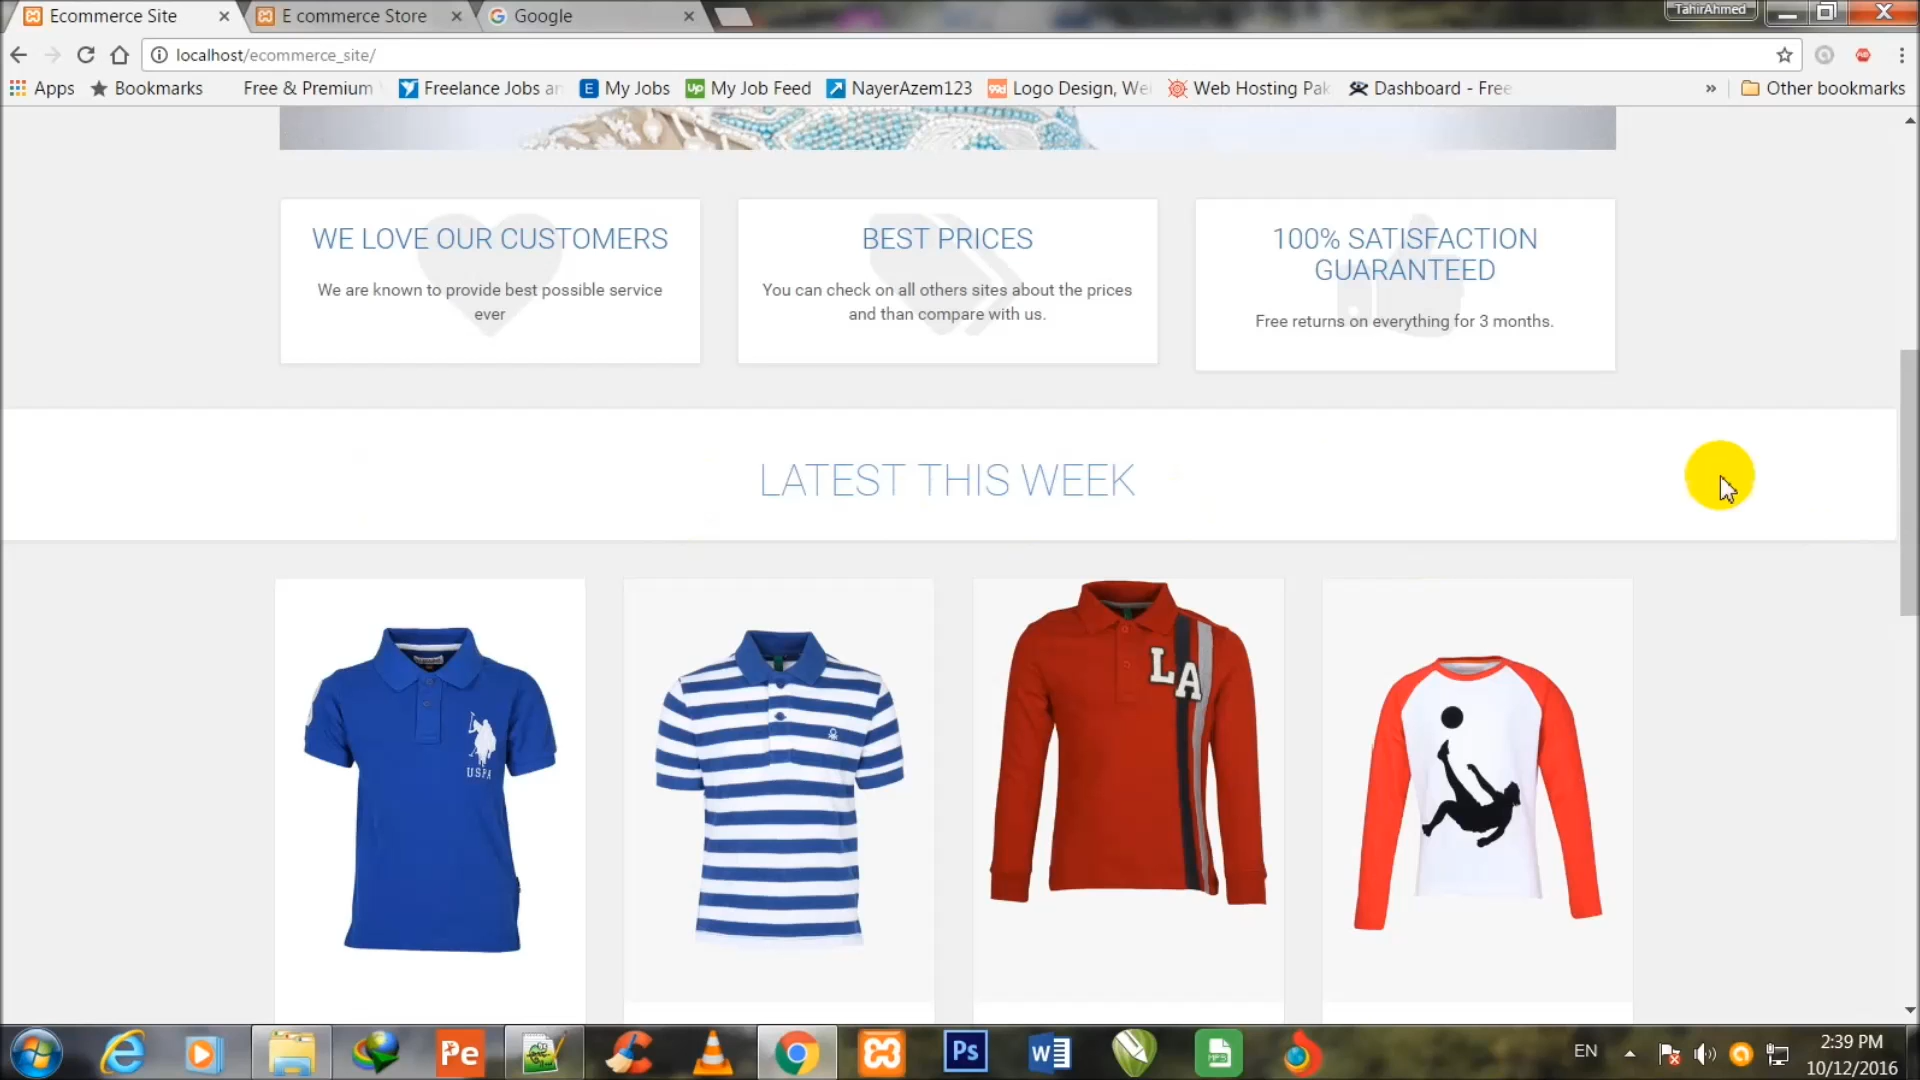 Ecommerce Site
E commerce Store
Google
TahirAhmed
localhost/ecommerce_site/
Apps
Bookmarks
Free & Premium
Freelance Jobs an
My Jobs
My Job Feed
NayerAzem123
Logo Design, We
Web Hosting Pak
Dashboard - Free
»
Other bookmarks
WE LOVE OUR CUSTOMERS
We are known to provide best possible service
ever
BEST PRICES
You can check on all others sites about the prices
and than compare with us.
100% SATISFACTION
GUARANTEED
Free returns on everything for 3 months.
LATEST THIS WEEK
USPA
LA
Pe
Ps
W
MP3
EN
2:39 PM
10/12/2016